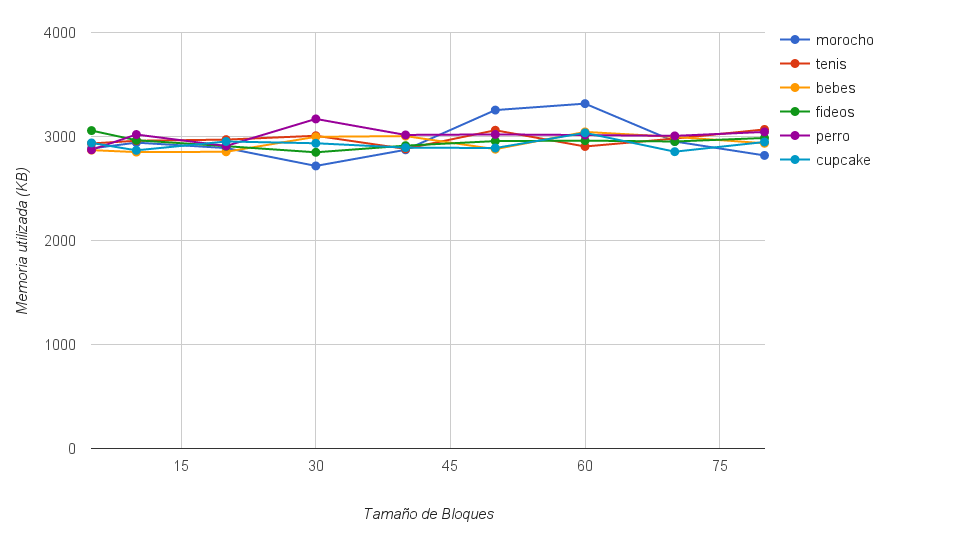 4000
3000
2000
1000
0
Memoria utilizada (KB)
15
30
45
60
75
Tamaño de Bloques
morocho
tenis
bebes
fideos
perro
cupcake